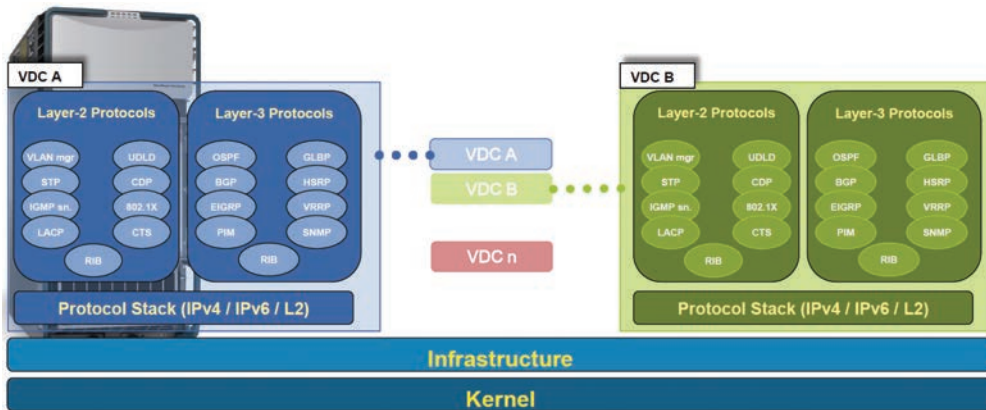 VDC A
Layer-2 Protocols
VLAN mgr
UDLD
STP
CDP
IGMP sn.
802.1X
LACP
CTS
RIB
Layer-3 Protocols
OSPF
GLBP
BGP
HSRP
EIGRP
VRRP
PIM
SNMP
RIB
Protocol Stack (IPv4 / IPv6 / L2)
VDC A
VDC B
VDC n
VDC B
Layer-2 Protocols
VLAN mgr
UDLD
STP
CDP
IGMP sn.
802.1X
LACP
CTS
RIB
Layer-3 Protocols
OSPF
GLBP
BGP
HSRP
EIGRP
VRRP
PIM
SNMP
RIB
Protocol Stack (IPv4 / IPv6 / L2)
Infrastructure
Kernel